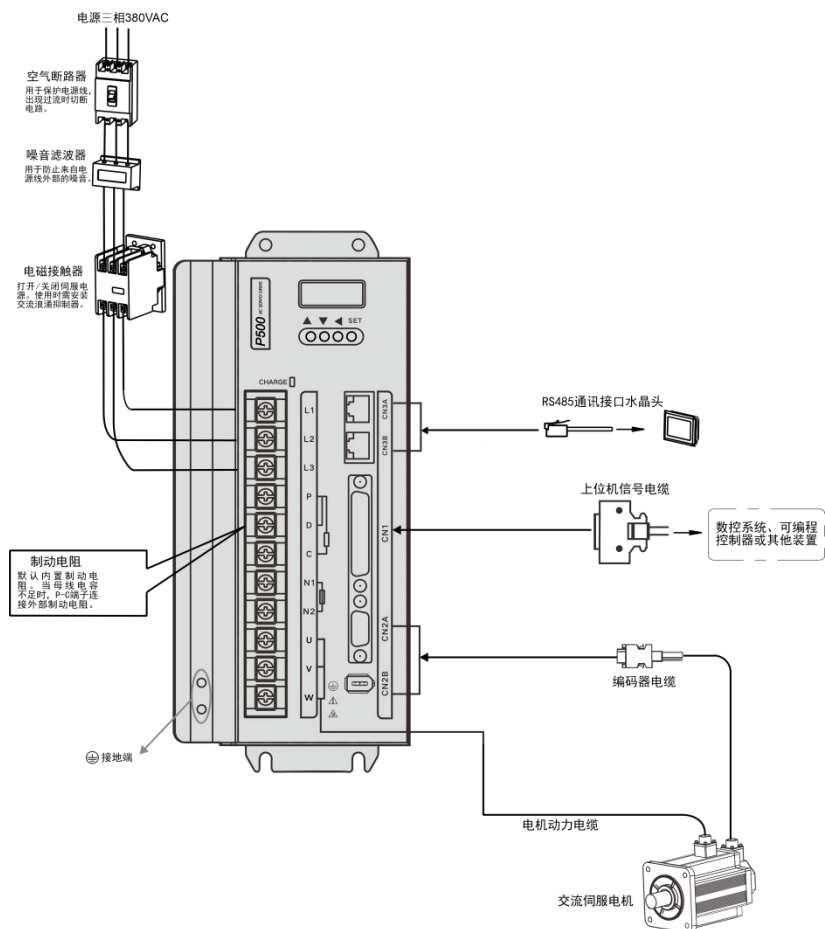 电源三相380VAC
空气断路器
用于保护电源线,
出现过流时切断
电路。
噪音滤波器
用于防止来自电
源线外部的噪音。
电磁接触器
打开/关闭伺服电
源。使用时需安装
交流浪涌抑制器。
P500 AC SERVO DRIVE
▲ ▼ ◀ SET
CHARGE
L1
L2
L3
P
D
C
N1
N2
U
V
W
CN3A
CN3B
CN1
CN2A
CN2B
RS485通讯接口水晶头
上位机信号电缆
数控系统、可编程
控制器或其他装置
制动电阻
默认内置制动电
阻。当母线电容
不足时, P-C端子连
接外部制动电阻。
编码器电缆
接地端
电机动力电缆
交流伺服电机